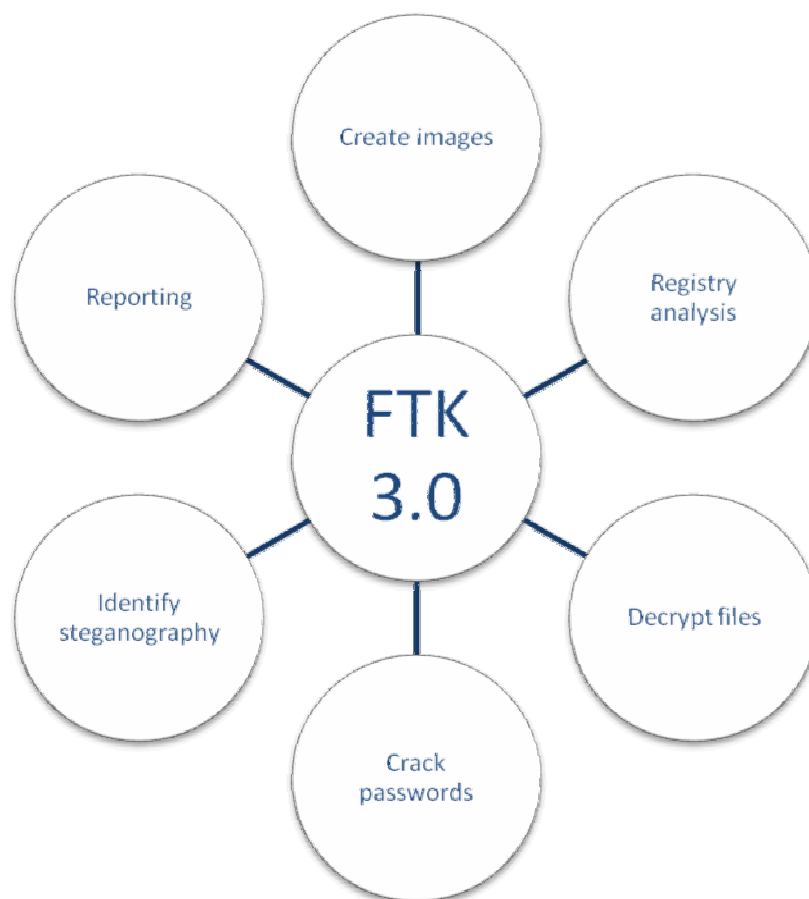 Create images
Registry
analysis
Decrypt files
Crack
passwords
Identify
steganography
Reporting
FTK
3.0